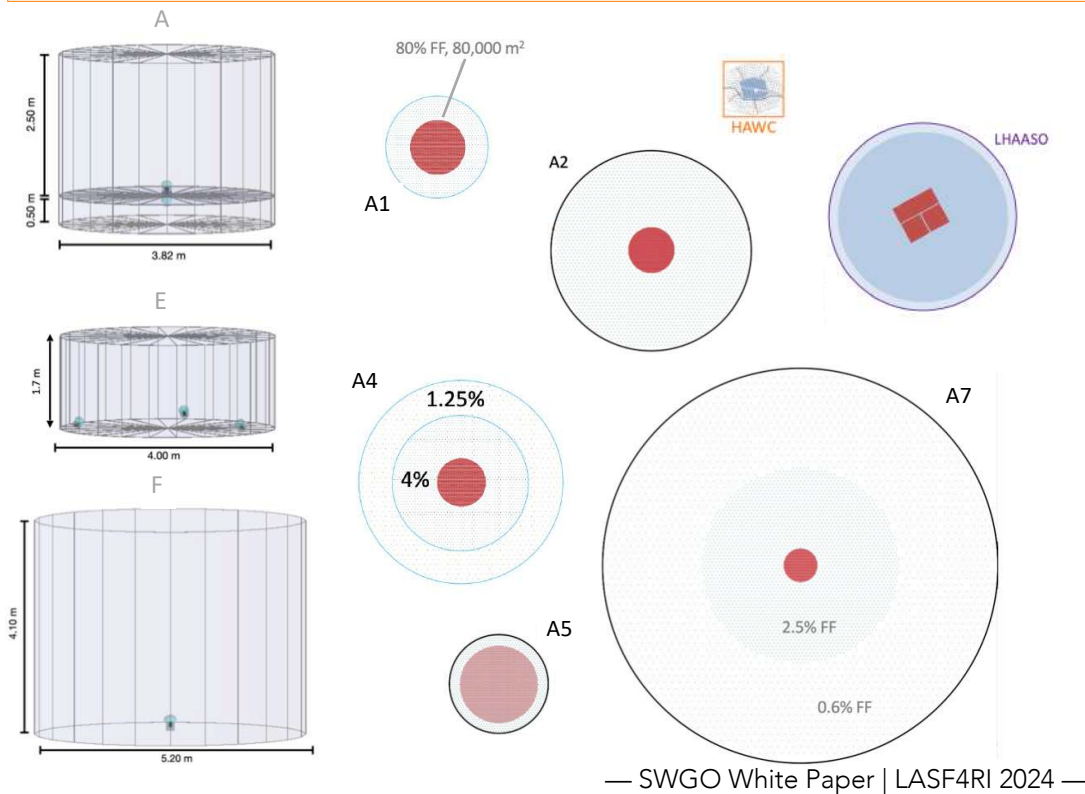 A
2.50 m
0.50 m
3.82 m
E
1.7 m
4.00 m
F
4.10 m
5.20 m
80% FF, 80,000 m²
A1
HAWC
A2
LHAASO
A4
1.25%
4%
A7
2.5% FF
0.6% FF
A5
— SWGO White Paper | LASF4RI 2024 —